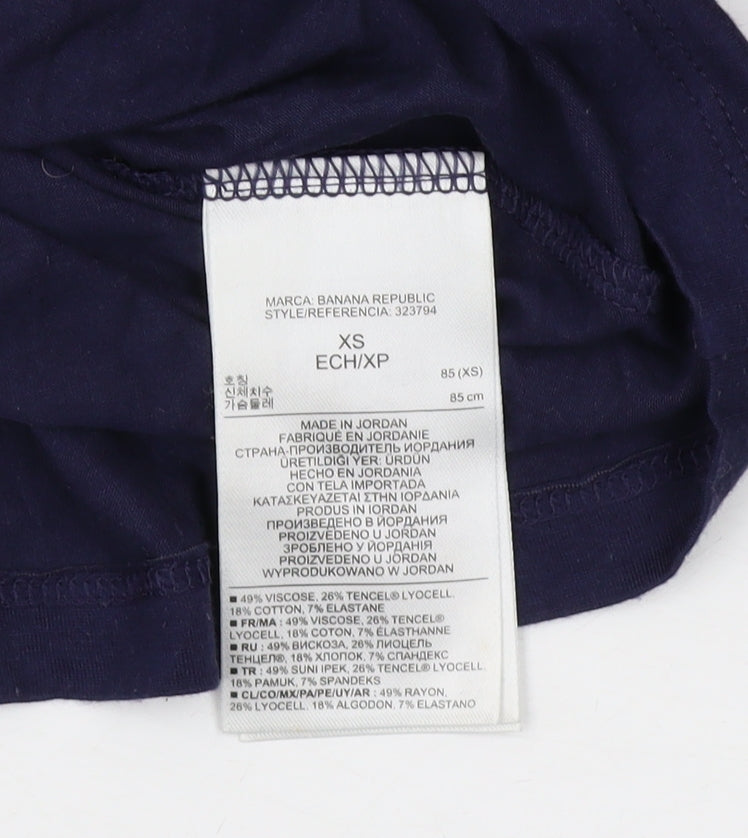 MARCA: BANANA REPUBLIC
STYLE/REFERENCIA: 323794
XS
ECH/XP
호칭 85 (XS)
신체치수
가슴둘레 85 cm
MADE IN JORDAN
FABRIQUÉ EN JORDANIE
СТРАНА-ПРОИЗВОДИТЕЛЬ ИОРДАНИЯ
ÜRETILDIĞI YER: ÜRDÜN
HECHO EN JORDANIA
CON TELA IMPORTADA
ΚΑΤΑΣΚΕΥΑΖΕΤΑΙ ΣΤΗΝ ΙΟΡΔΑΝΙΑ
PRODUS IN IORDAN
ПРОИЗВЕДЕНО В ЙОРДАНИЯ
PROIZVEDENO U JORDAN
ЗРОБЛЕНО У ЙОРДАНІЯ
PROIZVEDENO U JORDAN
WYPRODUKOWANO W JORDAN
■ 49% VISCOSE, 26% TENCEL® LYOCELL.
18% COTTON, 7% ELASTANE
■ FR/MA : 49% VISCOSE, 26% TENCEL®
LYOCELL, 18% COTON, 7% ÉLASTHANNE
■ RU : 49% ВИСКОЗА, 26% ЛИОЦЕЛЬ
ТЕНЦЕЛ®, 18% ХЛОПОК, 7% СПАНДЕКС
■ TR : 49% SUNI IPEK, 26% TENCEL® LYOCELL.
18% PAMUK, 7% SPANDEKS
■ CL/CO/MX/PA/PE/UY/AR : 49% RAYON,
26% LYOCELL, 18% ALGODON, 7% ELASTANO